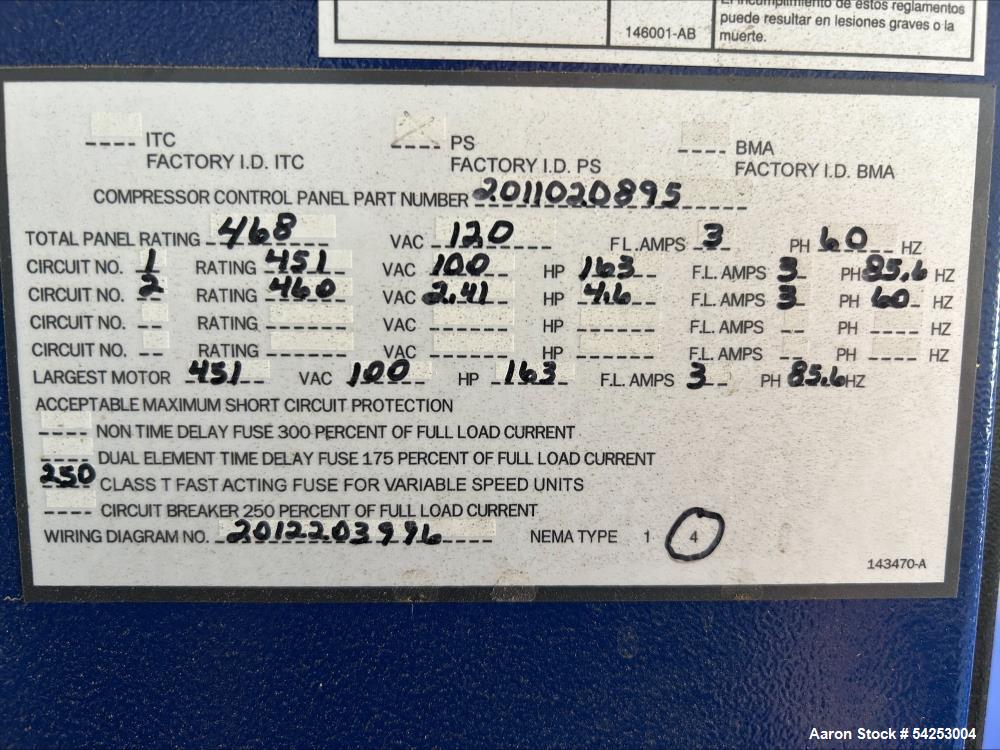 El incumplimiento de estos reglamentos
puede resultar en lesiones graves o la
146001-AB muerte.
ITC PS BMA
FACTORY I.D. ITC FACTORY I.D. PS FACTORY I.D. BMA
COMPRESSOR CONTROL PANEL PART NUMBER 2011020895
TOTAL PANEL RATING 468 VAC 120 F.L. AMPS 3 PH 60 HZ
CIRCUIT NO. 1 RATING 451 VAC 100 HP 163 F.L. AMPS 3 PH 85.6 HZ
CIRCUIT NO. 2 RATING 460 VAC 2.41 HP 4.6 F.L. AMPS 3 PH 60 HZ
CIRCUIT NO. RATING VAC HP F.L. AMPS PH HZ
CIRCUIT NO. RATING VAC HP F.L. AMPS PH HZ
LARGEST MOTOR 451 VAC 100 HP 163 F.L. AMPS 3 PH 85.6 HZ
ACCEPTABLE MAXIMUM SHORT CIRCUIT PROTECTION
NON TIME DELAY FUSE 300 PERCENT OF FULL LOAD CURRENT
DUAL ELEMENT TIME DELAY FUSE 175 PERCENT OF FULL LOAD CURRENT
250 CLASS T FAST ACTING FUSE FOR VARIABLE SPEED UNITS
CIRCUIT BREAKER 250 PERCENT OF FULL LOAD CURRENT
WIRING DIAGRAM NO. 2012203996 NEMA TYPE 1 4
143470-A
Aaron Stock # 54253004